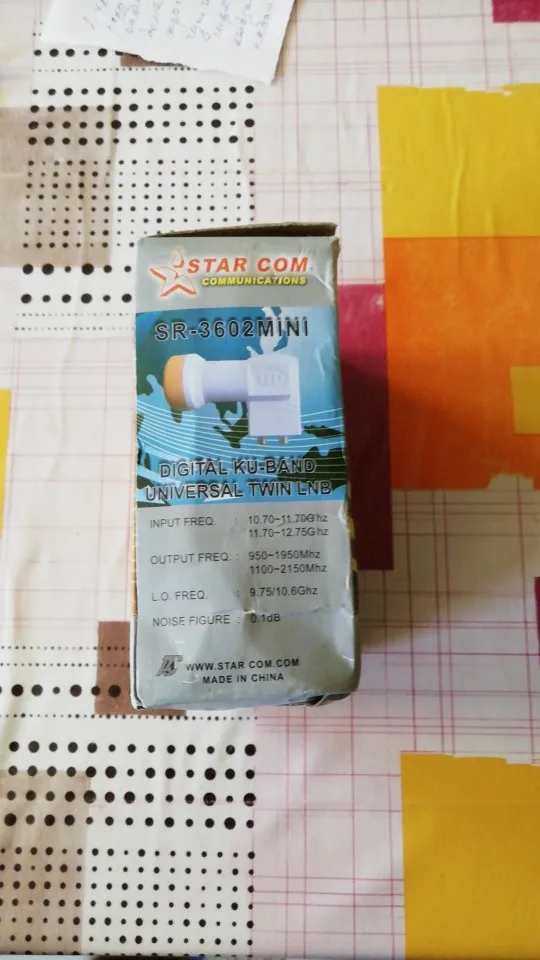 STAR COM
COMMUNICATIONS
SR-3602MINI
DIGITAL KU-BAND
UNIVERSAL TWIN LNB
INPUT FREQ. : 10.70~11.70Ghz
11.70~12.75Ghz
OUTPUT FREQ. : 950~1950Mhz
1100~2150Mhz
L.O. FREQ. : 9.75/10.6Ghz
NOISE FIGURE : 0.1dB
WWW.STAR COM.COM
MADE IN CHINA